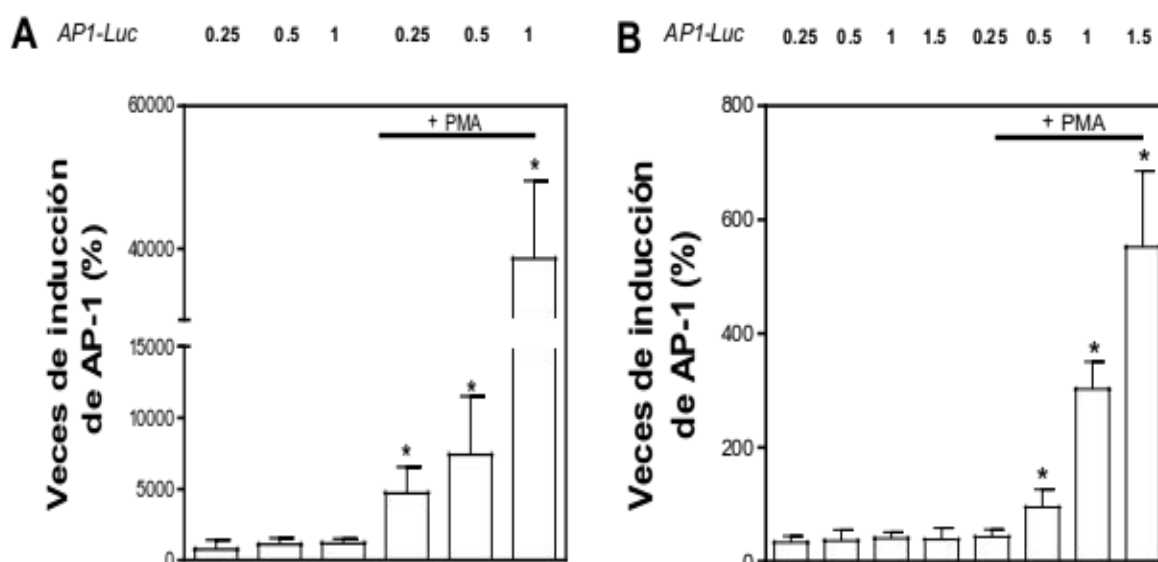 A AP1-Luc 0.25 0.5 1 0.25 0.5 1
Veces de inducción
de AP-1 (%)
60000
40000
15000
10000
5000
0
+ PMA
*
*
*
B AP1-Luc 0.25 0.5 1 1.5 0.25 0.5 1 1.5
Veces de inducción
de AP-1 (%)
800
600
400
200
0
+ PMA
*
*
*